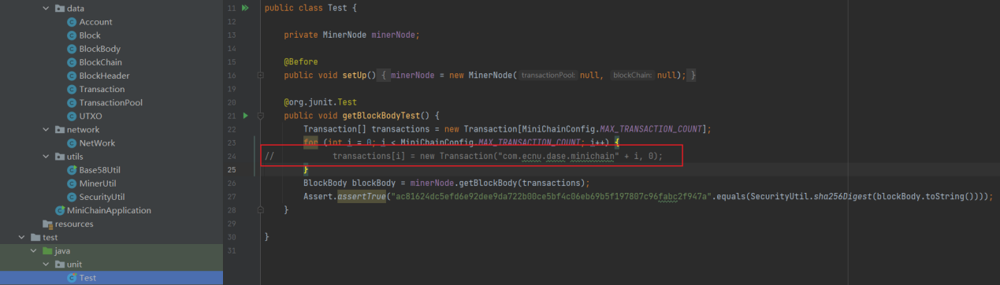 data
Account
Block
BlockBody
BlockChain
BlockHeader
Transaction
TransactionPool
UTXO
network
NetWork
utils
Base58Util
MinerUtil
SecurityUtil
MiniChainApplication
resources
test
java
unit
Test
11 public class Test {
12
13 private MinerNode minerNode;
14
15 @Before
16 public void setUp() { minerNode = new MinerNode( transactionPool: null, blockChain: null); }
19
20 @org.junit.Test
21 public void getBlockBodyTest() {
22 Transaction[] transactions = new Transaction[MiniChainConfig.MAX_TRANSACTION_COUNT];
23 for (int i = 0; i < MiniChainConfig.MAX_TRANSACTION_COUNT; i++) {
24 // transactions[i] = new Transaction("com.ecnu.dase.minichain" + i, 0);
25 }
26 BlockBody blockBody = minerNode.getBlockBody(transactions);
27 Assert.assertTrue("ac81624dc5efd6e92dee9da722b00ce5bf4c06eb69b5f197807c96fabc2f947a".equals(SecurityUtil.sha256Digest(blockBody.toString())));
28 }
29
30 }
31